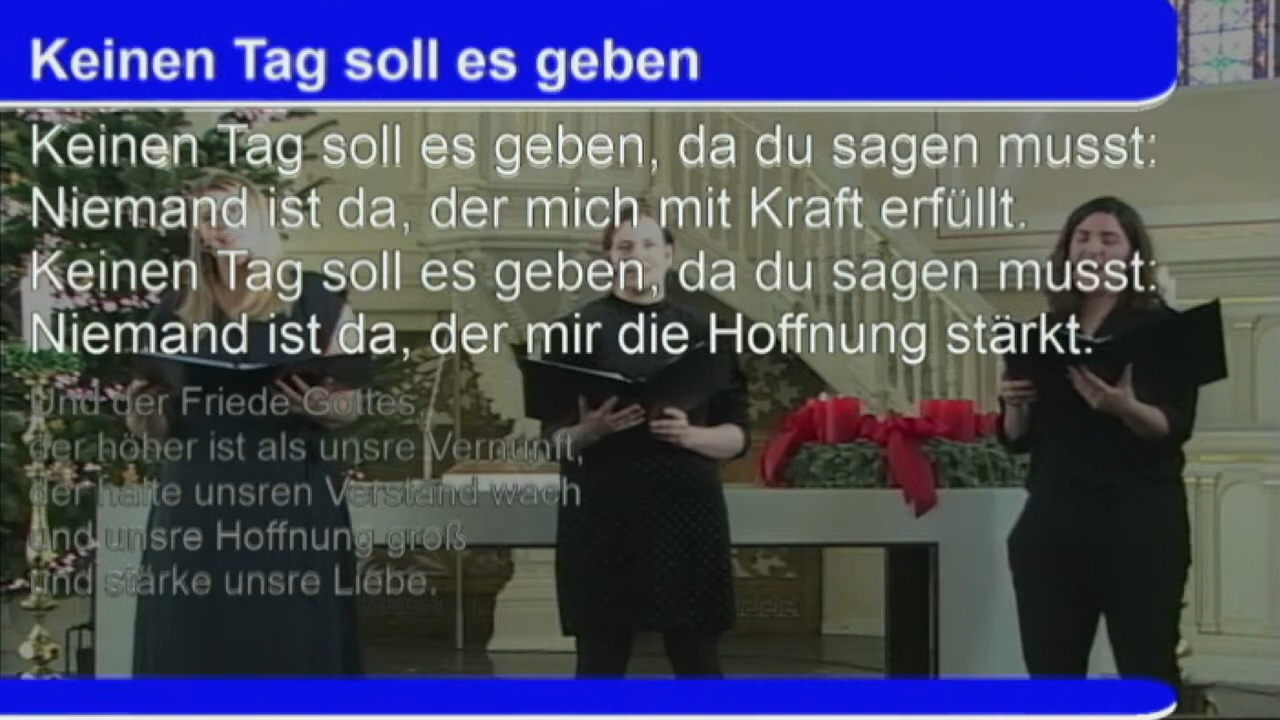 Keinen Tag soll es geben
Keinen Tag soll es geben, da du sagen musst:
Niemand ist da, der mich mit Kraft erfüllt.
Keinen Tag soll es geben, da du sagen musst:
Niemand ist da, der mir die Hoffnung stärkt.
Und der Friede Gottes,
der höher ist als unsre Vernunft,
der halte unsren Verstand wach
und unsre Hoffnung groß
und stärke unsre Liebe.